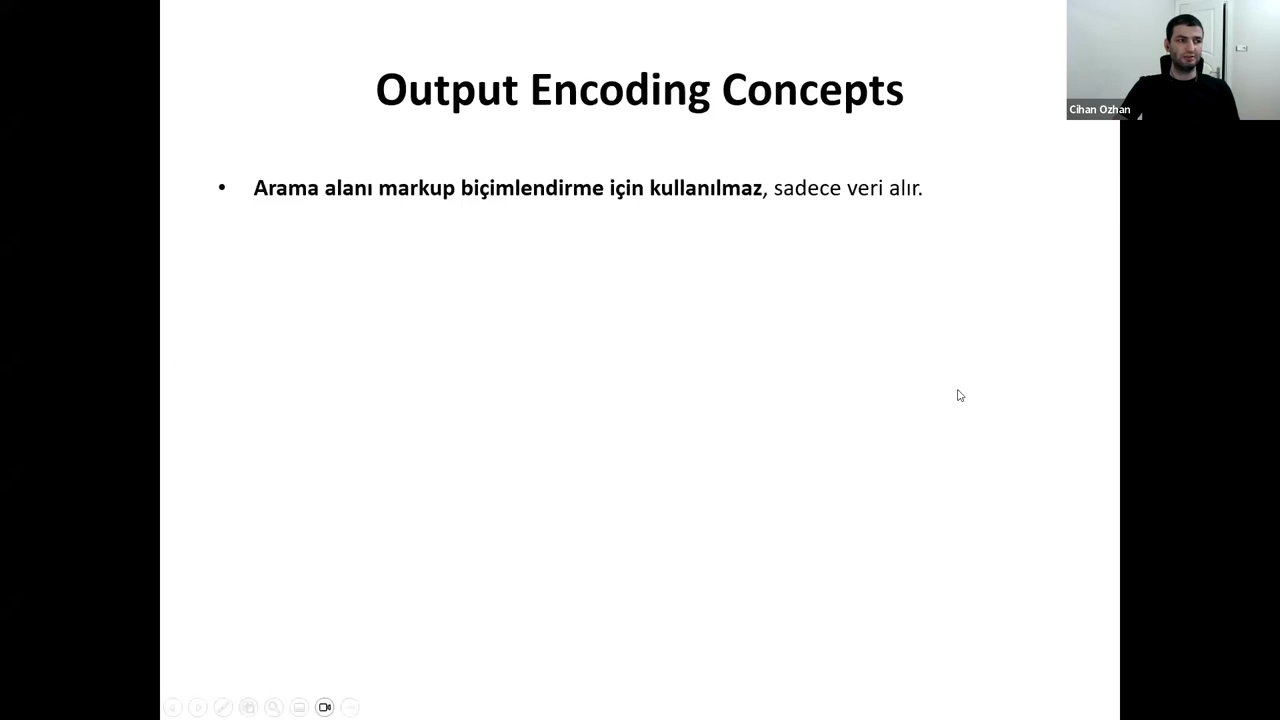 Output Encoding Concepts
Cihan Ozhan
• Arama alanı markup biçimlendirme için kullanılmaz, sadece veri alır.